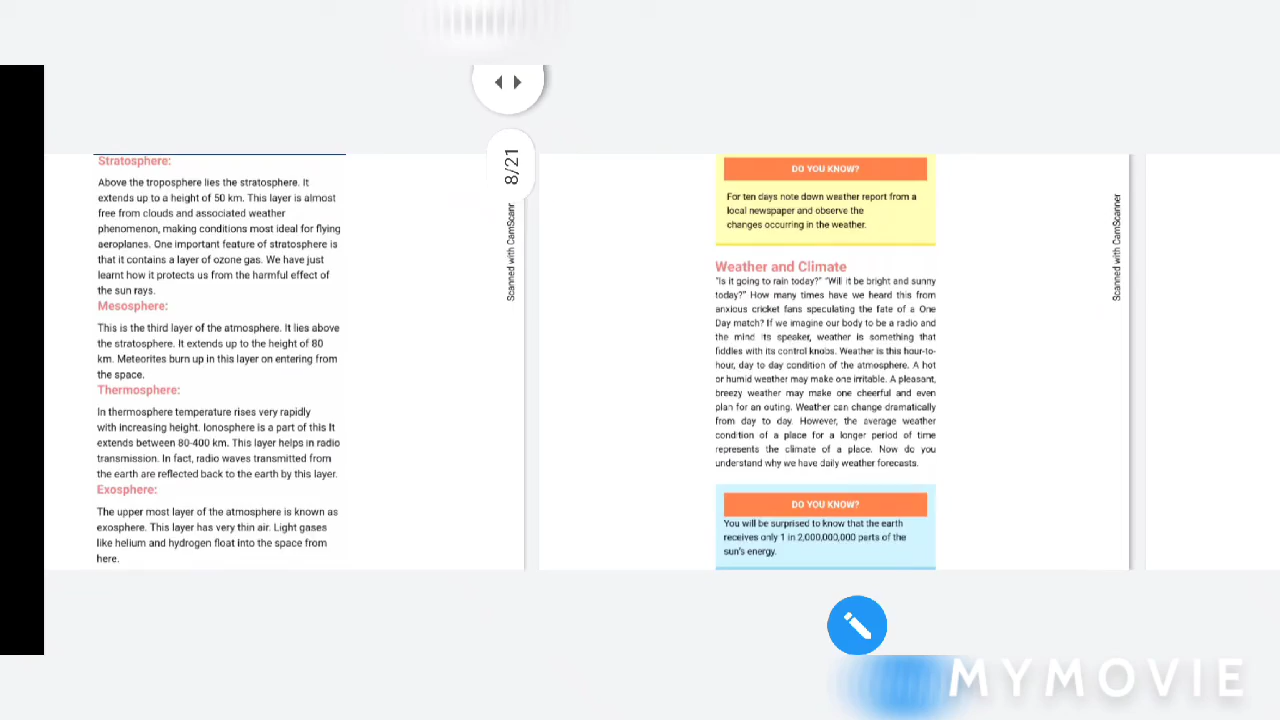 Stratosphere:
Above the troposphere lies the stratosphere. It
extends up to a height of 50 km. This layer is almost
free from clouds and associated weather
phenomenon, making conditions most ideal for flying
aeroplanes. One important feature of stratosphere is
that it contains a layer of ozone gas. We have just
learnt how it protects us from the harmful effect of
the sun rays.
Mesosphere:
This is the third layer of the atmosphere. It lies above
the stratosphere. It extends up to the height of 80
km. Meteorites burn up in this layer on entering from
the space.
Thermosphere:
In thermosphere temperature rises very rapidly
with increasing height. Ionosphere is a part of this It
extends between 80-400 km. This layer helps in radio
transmission. In fact, radio waves transmitted from
the earth are reflected back to the earth by this layer.
Exosphere:
The upper most layer of the atmosphere is known as
exosphere. This layer has very thin air. Light gases
like helium and hydrogen float into the space from
here.
8/21
Scanned with CamScanr
DO YOU KNOW?
For ten days note down weather report from a
local newspaper and observe the
changes occurring in the weather.
Weather and Climate
"Is it going to rain today?" "Will it be bright and sunny
today?" How many times have we heard this from
anxious cricket fans speculating the fate of a One
Day match? If we imagine our body to be a radio and
the mind its speaker, weather is something that
fiddles with its control knobs. Weather is this hour-to-
hour, day to day condition of the atmosphere. A hot
or humid weather may make one irritable. A pleasant,
breezy weather may make one cheerful and even
plan for an outing. Weather can change dramatically
from day to day. However, the average weather
condition of a place for a longer period of time
represents the climate of a place. Now do you
understand why we have daily weather forecasts.
DO YOU KNOW?
You will be surprised to know that the earth
receives only 1 in 2,000,000,000 parts of the
sun's energy.
Scanned with CamScanner
MYMOVIE